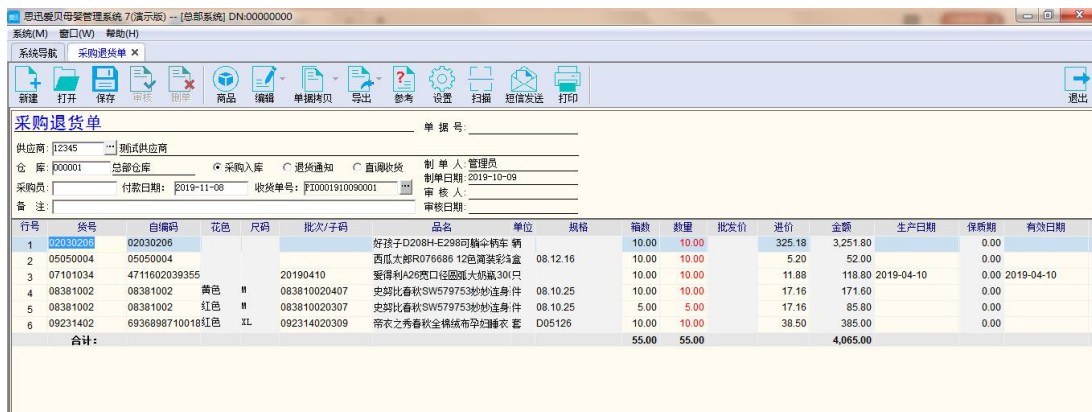 思迅爱贝母婴管理系统 7(演示版) -- [总部系统] DN:00000000
系统(M) 窗口(W) 帮助(H)
系统导航 采购退货单 ×
新建 打开 保存 审核 删单 商品 编辑 单据拷贝 导出 参考 设置 扫描 短信发送 打印 退出
采购退货单 单 据 号:
供应商: 12345 ... 测试供应商
仓 库: 000001 总部仓库 采购入库 退货通知 直调收货 制 单 人: 管理员
制单日期: 2019-10-09
采购员: 付款日期: 2019-11-08 收货单号: PI0001910090001 ... 审 核 人:
备 注: 审核日期:
行号 货号 自编码 花色 尺码 批次/子码 品名 单位 规格 箱数 数量 批发价 进价 金额 生产日期 保质期 有效日期
1 02030206 02030206 好孩子D208H-E298可躺伞柄车 辆 10.00 10.00 325.18 3,251.80 0.00
2 05050004 05050004 西瓜太郎R076686 12色简装彩 盒 08.12.16 10.00 10.00 5.20 52.00 0.00
3 07101034 4711602039355 20190410 爱得利A26宽口径圆弧大奶瓶30( 只 10.00 10.00 11.88 118.80 2019-04-10 0.00 2019-04-10
4 08381002 08381002 黄色 M 083810020407 史努比春秋SW579753妙妙连身 件 08.10.25 10.00 10.00 17.16 171.60 0.00
5 08381002 08381002 红色 M 083810020307 史努比春秋SW579753妙妙连身 件 08.10.25 5.00 5.00 17.16 85.80 0.00
6 09231402 6936898710018 红色 XL 092314020309 帝衣之秀春秋全棉绒布孕妇睡衣 套 D05126 10.00 10.00 38.50 385.00 0.00
合计: 55.00 55.00 4,065.00